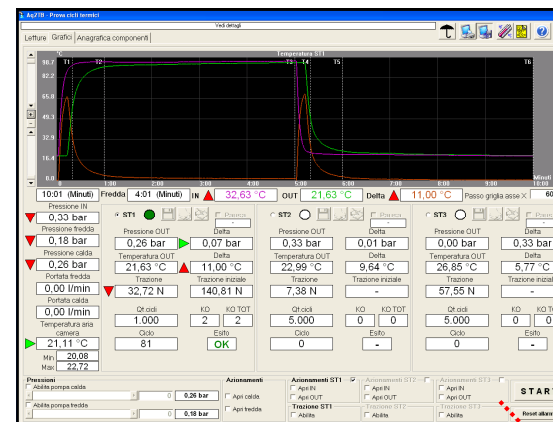 Aq2TB - Prova cicli termici
Vedi dettagli
Letture Grafici Anagrafica componenti
°C Temperatura ST1
98.7 T1 T2 T3 T4 T5 T6
82.2
65.8
49.3
32.9
16.4
0.0
0 1:00 2:00 3:00 4:00 5:00 6:00 7:00 8:00 9:00 10:00
Minuti
10:01 (Minuti) Fredda 4:01 (Minuti) IN 32,63 °C OUT 21,63 °C Delta 11,00 °C Passo griglia asse X 60
Pressione IN
0,33 bar
Pressione fredda
0,18 bar
Pressione calda
0,26 bar
Portata fredda
0,00 l/min
Portata calda
0,00 l/min
Temperatura aria camera
21,11 °C
Min 20,08
Max 22,72
ST1 Pausa
-
Pressione OUT Delta
0,26 bar 0,07 bar
Temperatura OUT Delta
21,63 °C 11,00 °C
Trazione Trazione iniziale
32,72 N 140,81 N
Qt.cicli KO KO TOT
1.000 2 2
Ciclo Esito
81 OK
ST2 Pausa
-
Pressione OUT Delta
0,33 bar 0,01 bar
Temperatura OUT Delta
22,99 °C 9,64 °C
Trazione Trazione iniziale
7,38 N -
Qt.cicli KO KO TOT
5.000 0 0
Ciclo Esito
0 -
ST3 Pausa
Pressione OUT Delta
0,00 bar 0,33 bar
Temperatura OUT Delta
26,85 °C 5,77 °C
Trazione Trazione iniziale
57,55 N -
Qt.cicli KO KO TOT
5.000 0 0
Ciclo Esito
0 -
Pressioni
Abilita pompa calda
0 0,26 bar
Abilita pompa fredda
0 0,18 bar
Azionamenti
Apri calda
Apri fredda
Azionamenti ST1
Apri IN
Apri OUT
Trazione ST1
Abilita
Azionamenti ST2
Apri IN
Apri OUT
Trazione ST2
Abilita
Azionamenti ST3
Apri IN
Apri OUT
Trazione ST3
Abilita
START
Reset allarm